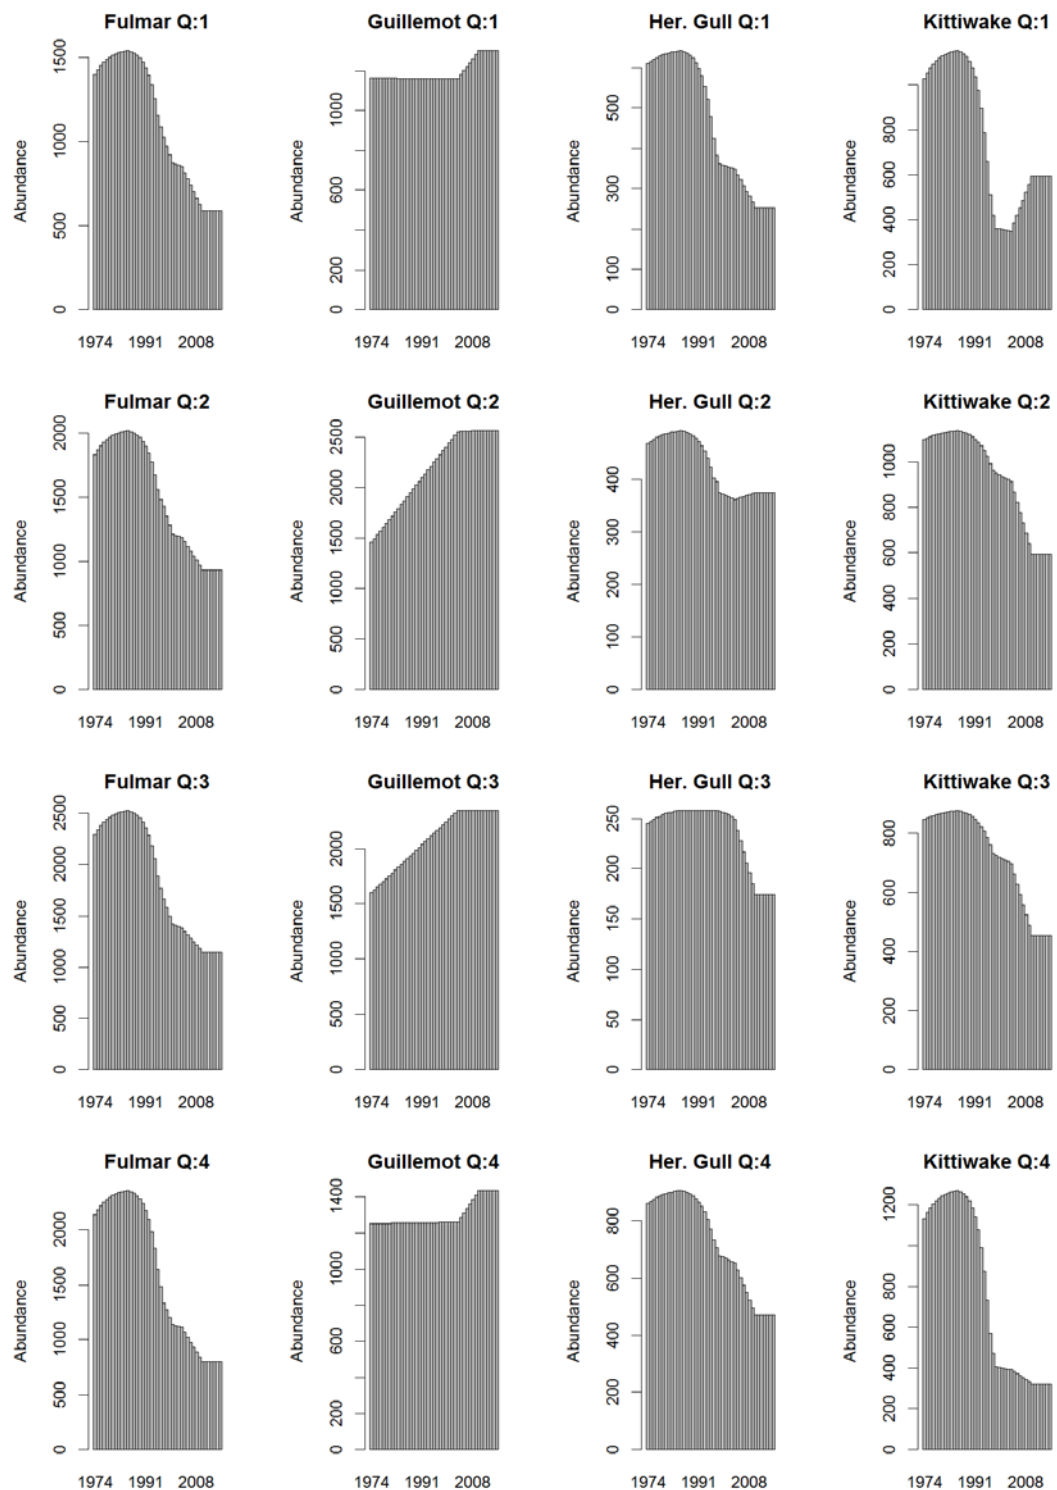 Fulmar Q:1
Abundance
0 500 1000 1500
1974 1991 2008
Guillemot Q:1
Abundance
0 200 600 1000
1974 1991 2008
Her. Gull Q:1
Abundance
0 100 300 500
1974 1991 2008
Kittiwake Q:1
Abundance
0 200 400 600 800
1974 1991 2008
Fulmar Q:2
Abundance
0 500 1000 1500 2000
1974 1991 2008
Guillemot Q:2
Abundance
0 500 1000 1500 2000 2500
1974 1991 2008
Her. Gull Q:2
Abundance
0 100 200 300 400
1974 1991 2008
Kittiwake Q:2
Abundance
0 200 400 600 800 1000
1974 1991 2008
Fulmar Q:3
Abundance
0 500 1000 1500 2000 2500
1974 1991 2008
Guillemot Q:3
Abundance
0 500 1000 1500 2000
1974 1991 2008
Her. Gull Q:3
Abundance
0 50 100 150 200 250
1974 1991 2008
Kittiwake Q:3
Abundance
0 200 400 600 800
1974 1991 2008
Fulmar Q:4
Abundance
0 500 1000 1500 2000
1974 1991 2008
Guillemot Q:4
Abundance
0 200 600 1000 1400
1974 1991 2008
Her. Gull Q:4
Abundance
0 200 400 600 800
1974 1991 2008
Kittiwake Q:4
Abundance
0 200 400 600 800 1200
1974 1991 2008